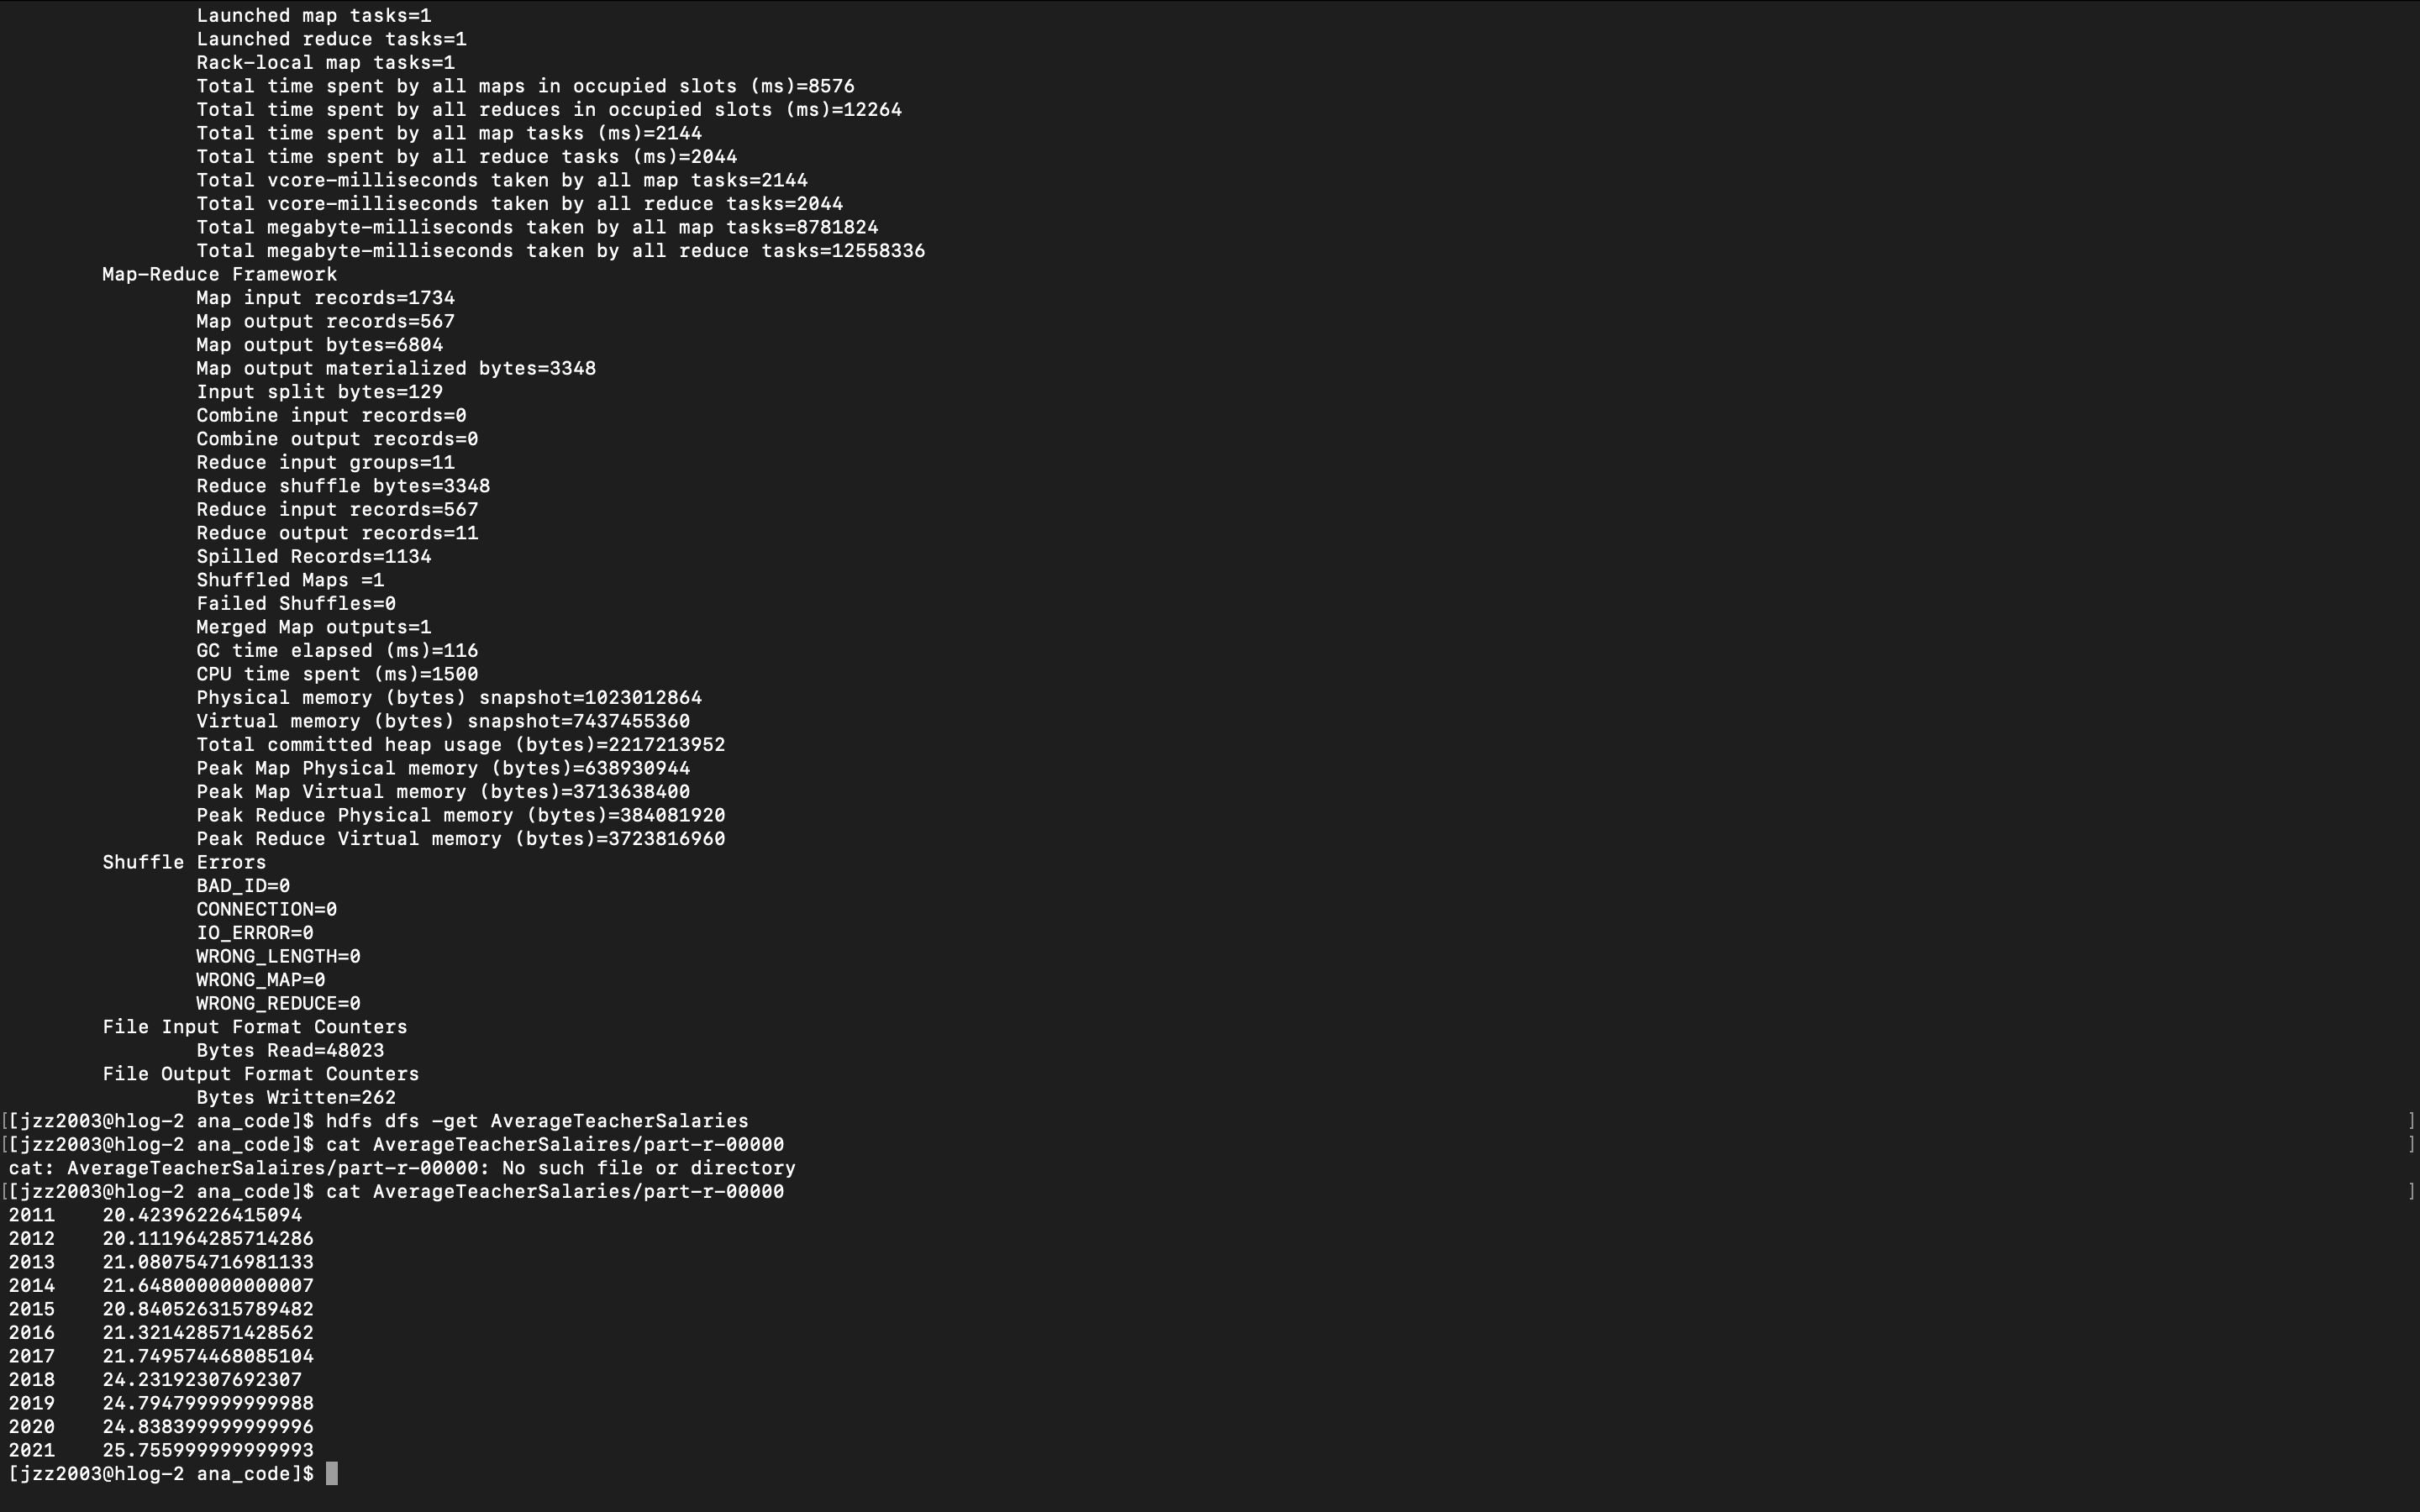 Launched map tasks=1
Launched reduce tasks=1
Rack-local map tasks=1
Total time spent by all maps in occupied slots (ms)=8576
Total time spent by all reduces in occupied slots (ms)=12264
Total time spent by all map tasks (ms)=2144
Total time spent by all reduce tasks (ms)=2044
Total vcore-milliseconds taken by all map tasks=2144
Total vcore-milliseconds taken by all reduce tasks=2044
Total megabyte-milliseconds taken by all map tasks=8781824
Total megabyte-milliseconds taken by all reduce tasks=12558336
Map-Reduce Framework
Map input records=1734
Map output records=567
Map output bytes=6804
Map output materialized bytes=3348
Input split bytes=129
Combine input records=0
Combine output records=0
Reduce input groups=11
Reduce shuffle bytes=3348
Reduce input records=567
Reduce output records=11
Spilled Records=1134
Shuffled Maps =1
Failed Shuffles=0
Merged Map outputs=1
GC time elapsed (ms)=116
CPU time spent (ms)=1500
Physical memory (bytes) snapshot=1023012864
Virtual memory (bytes) snapshot=7437455360
Total committed heap usage (bytes)=2217213952
Peak Map Physical memory (bytes)=638930944
Peak Map Virtual memory (bytes)=3713638400
Peak Reduce Physical memory (bytes)=384081920
Peak Reduce Virtual memory (bytes)=3723816960
Shuffle Errors
BAD_ID=0
CONNECTION=0
IO_ERROR=0
WRONG_LENGTH=0
WRONG_MAP=0
WRONG_REDUCE=0
File Input Format Counters
Bytes Read=48023
File Output Format Counters
Bytes Written=262
[[jzz2003@hlog-2 ana_code]$ hdfs dfs -get AverageTeacherSalaries ]
[[jzz2003@hlog-2 ana_code]$ cat AverageTeacherSalaires/part-r-00000 ]
cat: AverageTeacherSalaires/part-r-00000: No such file or directory
[[jzz2003@hlog-2 ana_code]$ cat AverageTeacherSalaries/part-r-00000 ]
2011 20.42396226415094
2012 20.111964285714286
2013 21.080754716981133
2014 21.648000000000007
2015 20.840526315789482
2016 21.321428571428562
2017 21.749574468085104
2018 24.23192307692307
2019 24.794799999999988
2020 24.838399999999996
2021 25.755999999999993
[jzz2003@hlog-2 ana_code]$